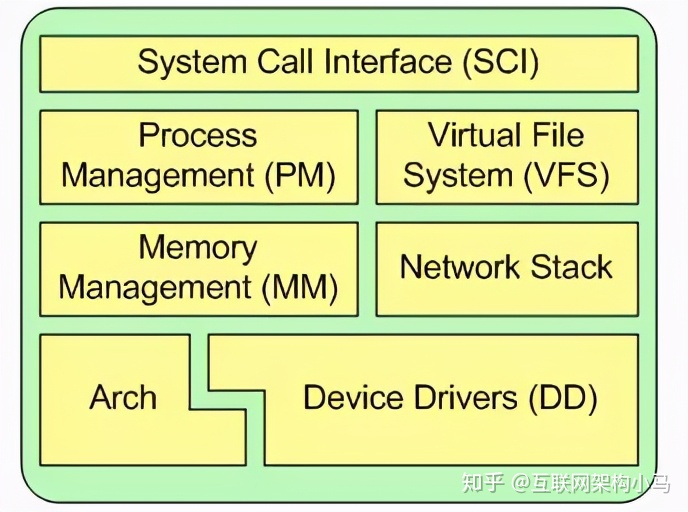 System Call Interface (SCI)
Process
Management (PM)
Virtual File
System (VFS)
Memory
Management (MM)
Network Stack
Arch
Device Drivers (DD)
知乎 @互联网架构小马